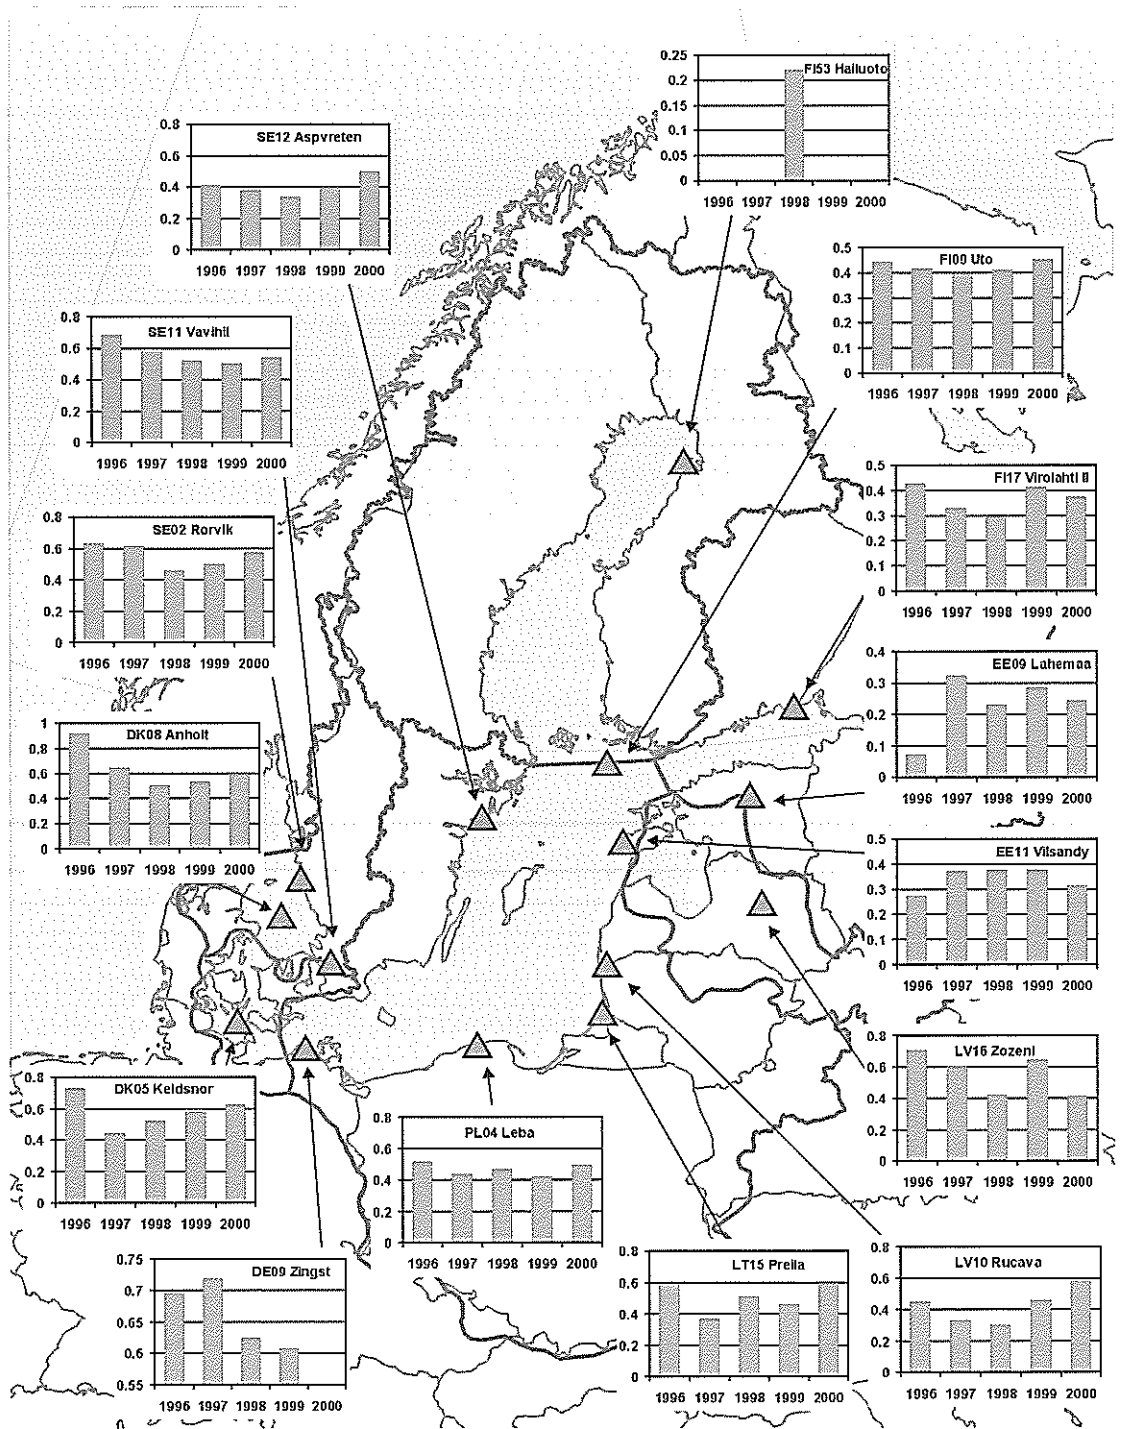 0.25
FI53 Hailuoto
0.2
0.15
0.1
0.05
0
1996 1997 1998 1999 2000
0.8
SE12 Aspvreten
0.6
0.4
0.2
0
1996 1997 1998 1999 2000
0.5
FI09 Uto
0.4
0.3
0.2
0.1
0
1996 1997 1998 1999 2000
0.8
SE11 Vavihil
0.6
0.4
0.2
0
1996 1997 1998 1999 2000
0.5
FI17 Virolahti II
0.4
0.3
0.2
0.1
0
1996 1997 1998 1999 2000
0.8
SE02 Rorvik
0.6
0.4
0.2
0
1996 1997 1998 1999 2000
0.4
EE09 Lahemaa
0.3
0.2
0.1
0
1996 1997 1998 1999 2000
1
DK08 Anholt
0.8
0.6
0.4
0.2
0
1996 1997 1998 1999 2000
0.5
EE11 Vilsandy
0.4
0.3
0.2
0.1
0
1996 1997 1998 1999 2000
0.8
LV16 Zozeni
0.6
0.4
0.2
0
1996 1997 1998 1999 2000
0.8
DK05 Keldsnor
0.6
0.4
0.2
0
1996 1997 1998 1999 2000
0.8
PL04 Leba
0.6
0.4
0.2
0
1996 1997 1998 1999 2000
0.75
DE09 Zingst
0.7
0.65
0.6
0.55
1996 1997 1998 1999 2000
0.8
LT15 Preila
0.6
0.4
0.2
0
1996 1997 1998 1999 2000
0.8
LV10 Rucava
0.6
0.4
0.2
0
1996 1997 1998 1999 2000